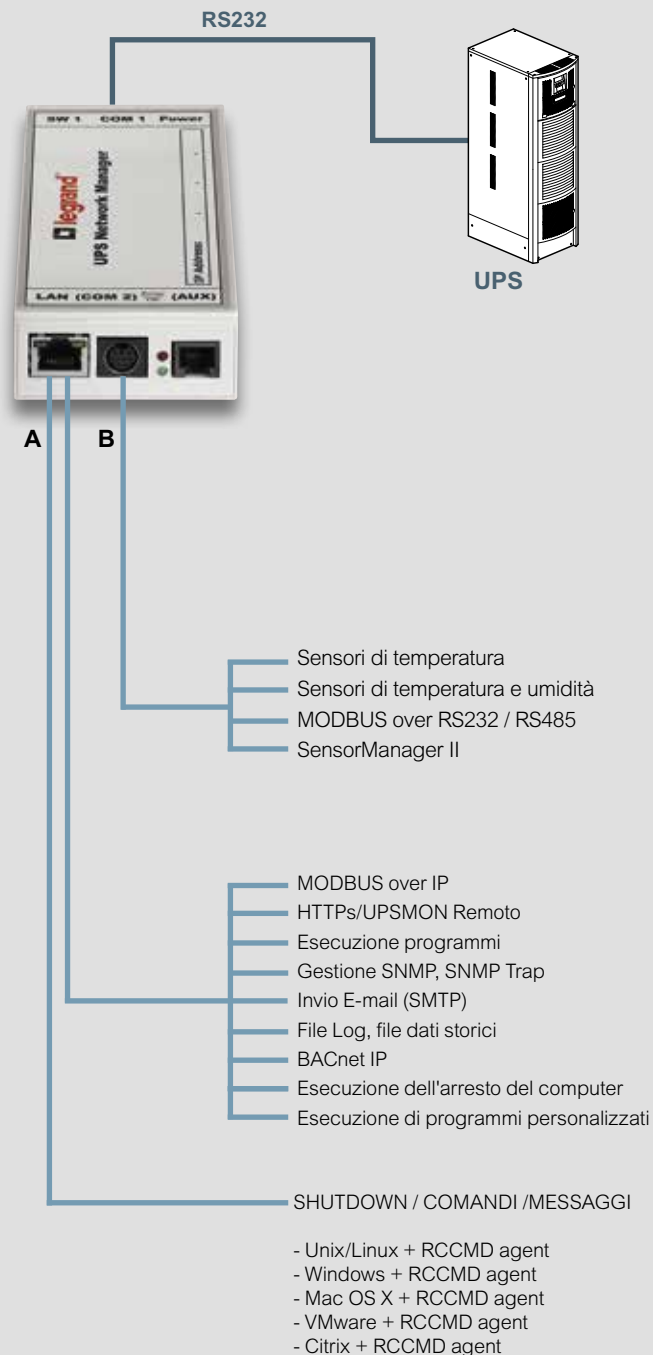 RS232
SW 1 COM 1 Power
legrand
UPS Network Manager
IP Address:
LAN (COM 2) (AUX)
UPS
A B
Sensori di temperatura
Sensori di temperatura e umidità
MODBUS over RS232 / RS485
SensorManager II
MODBUS over IP
HTTPs/UPSMON Remoto
Esecuzione programmi
Gestione SNMP, SNMP Trap
Invio E-mail (SMTP)
File Log, file dati storici
BACnet IP
Esecuzione dell'arresto del computer
Esecuzione di programmi personalizzati
SHUTDOWN / COMANDI /MESSAGGI
- Unix/Linux + RCCMD agent
- Windows + RCCMD agent
- Mac OS X + RCCMD agent
- VMware + RCCMD agent
- Citrix + RCCMD agent